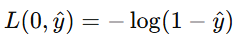 L(0, ŷ) = − log(1 − ŷ)